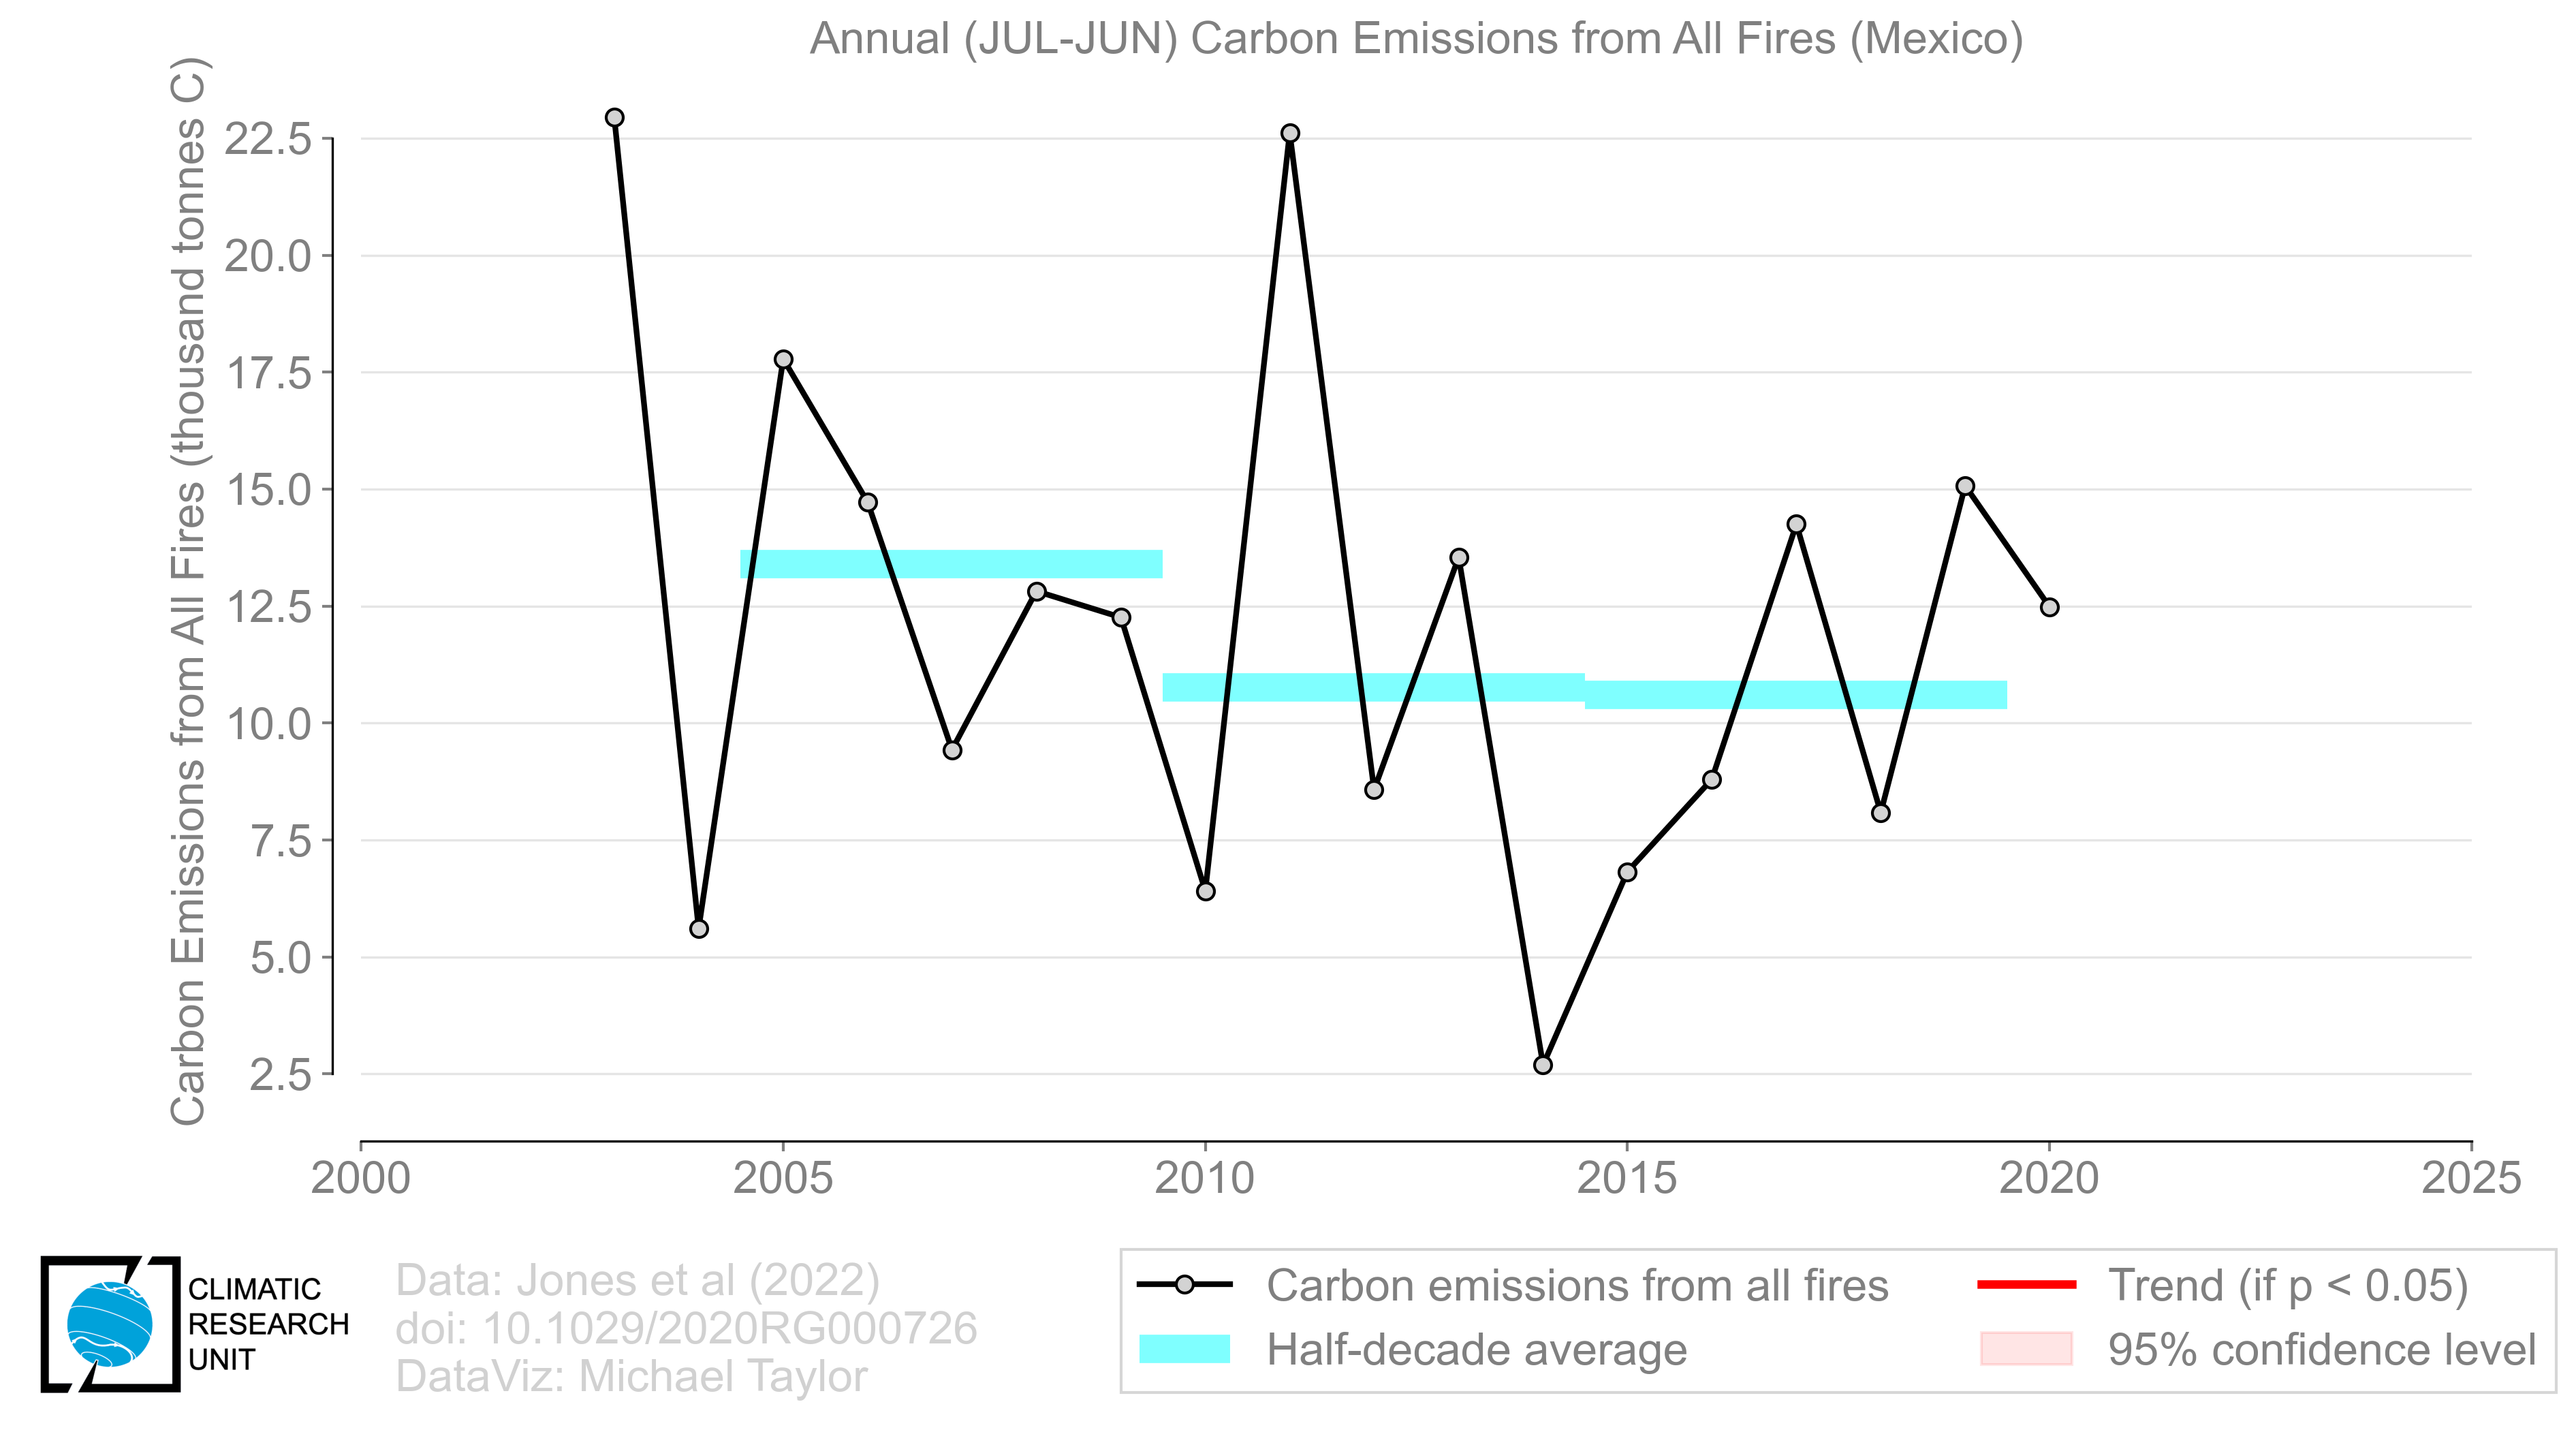 Annual (JUL-JUN) Carbon Emissions from All Fires (Mexico)
Carbon Emissions from All Fires (thousand tonnes C)
22.5
20.0
17.5
15.0
12.5
10.0
7.5
5.0
2.5
2000 2005 2010 2015 2020 2025
CLIMATIC
RESEARCH
UNIT
Data: Jones et al (2022)
doi: 10.1029/2020RG000726
DataViz: Michael Taylor
Carbon emissions from all fires
Half-decade average
Trend (if p < 0.05)
95% confidence level